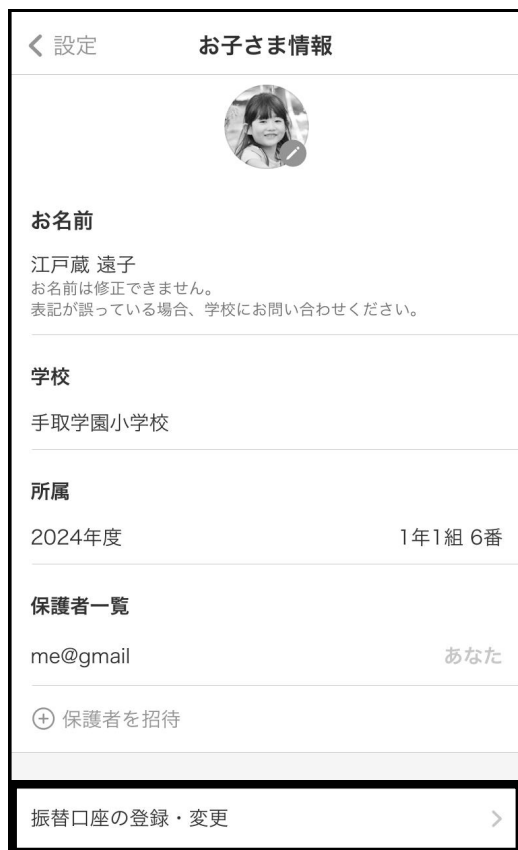 設定 お子さま情報
お名前
江戸蔵 遠子
お名前は修正できません。
表記が誤っている場合、学校にお問い合わせください。
学校
手取学園小学校
所属
2024年度 1年1組 6番
保護者一覧
me@gmail あなた
保護者を招待
振替口座の登録・変更